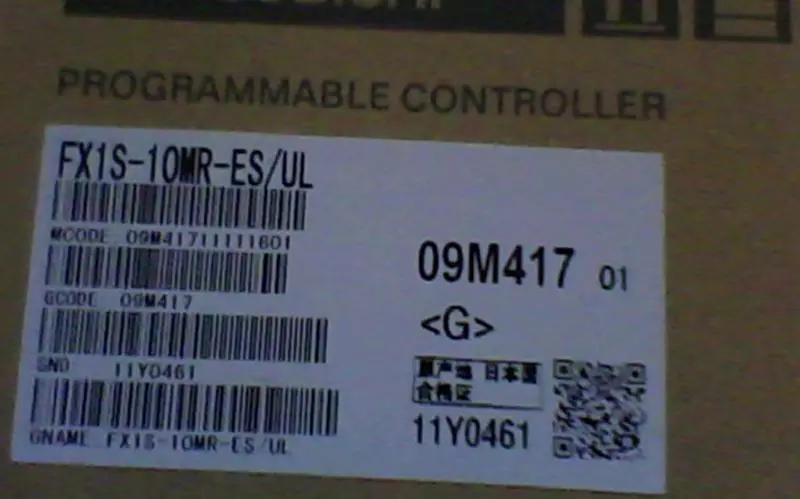 PROGRAMMABLE CONTROLLER
FX1S-10MR-ES/UL
MCODE 09M41711111601
GCODE 09M417
SNO 11Y0461
GNAME FX1S-10MR-ES/UL
09M417 01
<G>
原产地 日本国
合格证
11Y0461